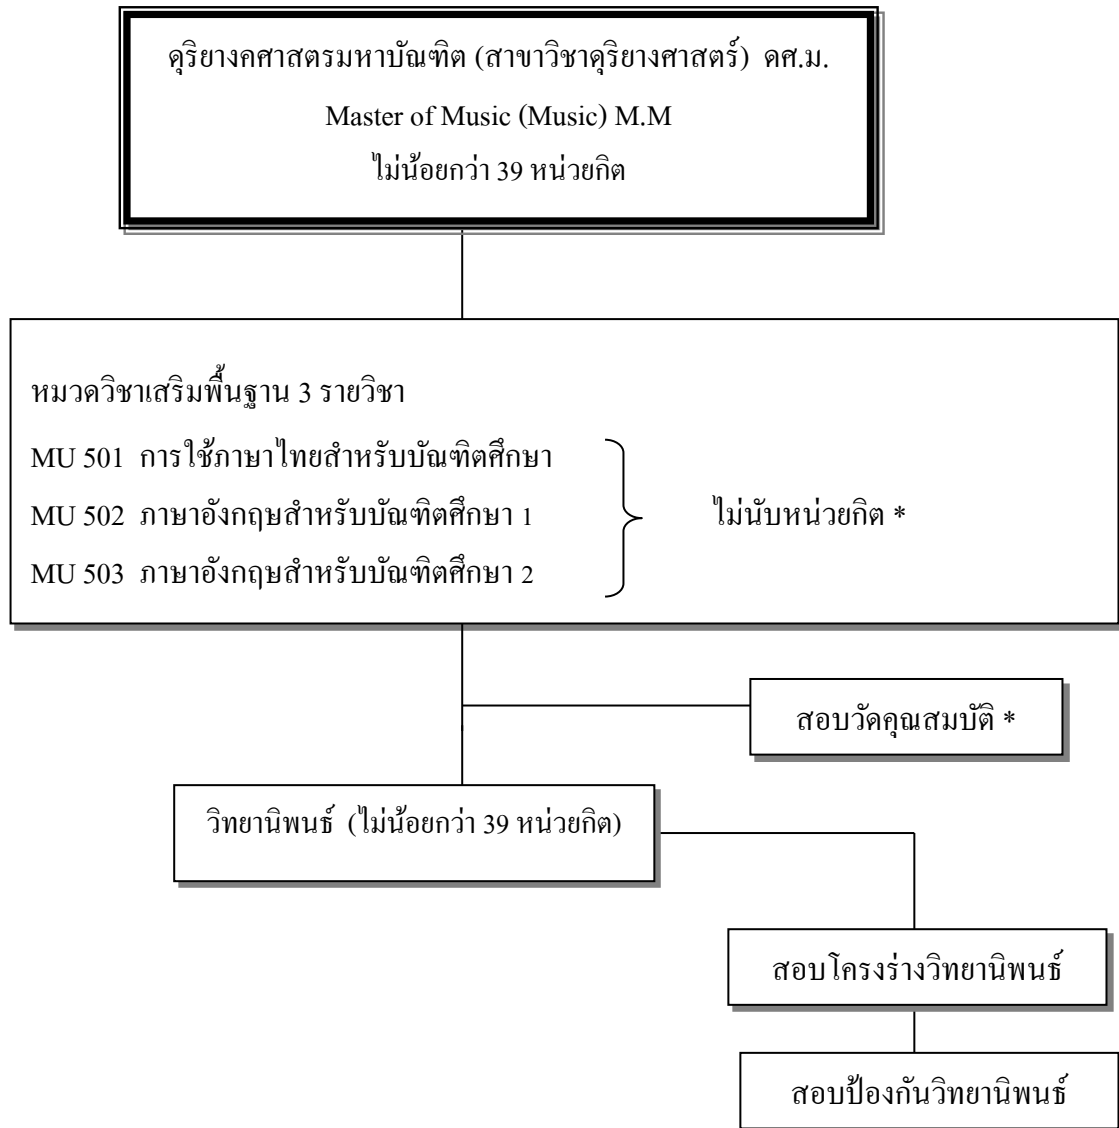 ดุริยางคศาสตรมหาบัณฑิต (สาขาวิชาดุริยางศาสตร์) ดศ.ม.
Master of Music (Music) M.M
ไม่น้อยกว่า 39 หน่วยกิต
หมวดวิชาเสริมพื้นฐาน 3 รายวิชา
MU 501 การใช้ภาษาไทยสำหรับบัณฑิตศึกษา
MU 502 ภาษาอังกฤษสำหรับบัณฑิตศึกษา 1
ไม่นับหน่วยกิต *
MU 503 ภาษาอังกฤษสำหรับบัณฑิตศึกษา 2
สอบวัดคุณสมบัติ *
วิทยานิพนธ์ (ไม่น้อยกว่า 39 หน่วยกิต)
สอบโครงร่างวิทยานิพนธ์
สอบป้องกันวิทยานิพนธ์